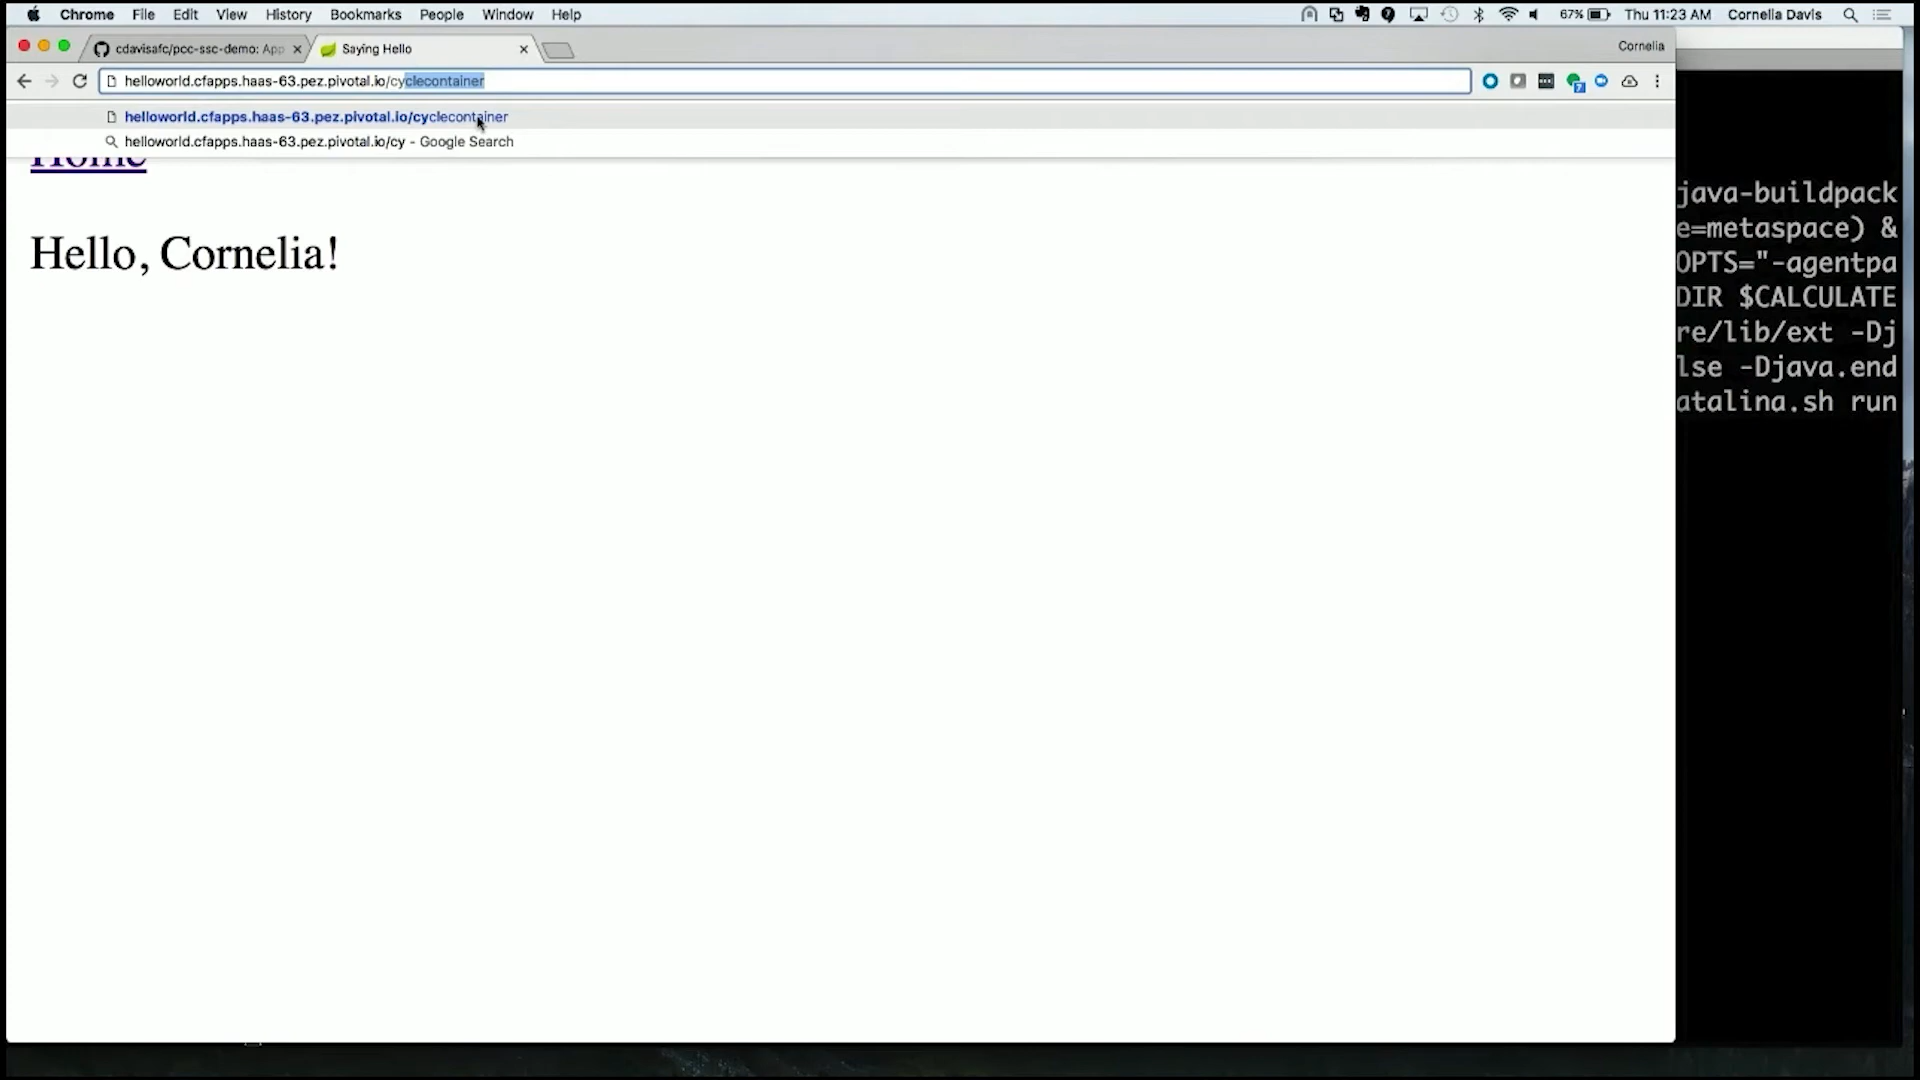 Chrome File Edit View History Bookmarks People Window Help 67% Thu 11:23 AM Cornelia Davis
cdavisafc/pcc-ssc-demo: App Saying Hello Cornelia
helloworld.cfapps.haas-63.pez.pivotal.io/cyclecontainer
helloworld.cfapps.haas-63.pez.pivotal.io/cyclecontainer
helloworld.cfapps.haas-63.pez.pivotal.io/cy - Google Search
Home
Hello, Cornelia!
java-buildpack
e=metaspace) &
OPTS="-agentpa
DIR $CALCULATE
re/lib/ext -Dj
lse -Djava.end
atalina.sh run